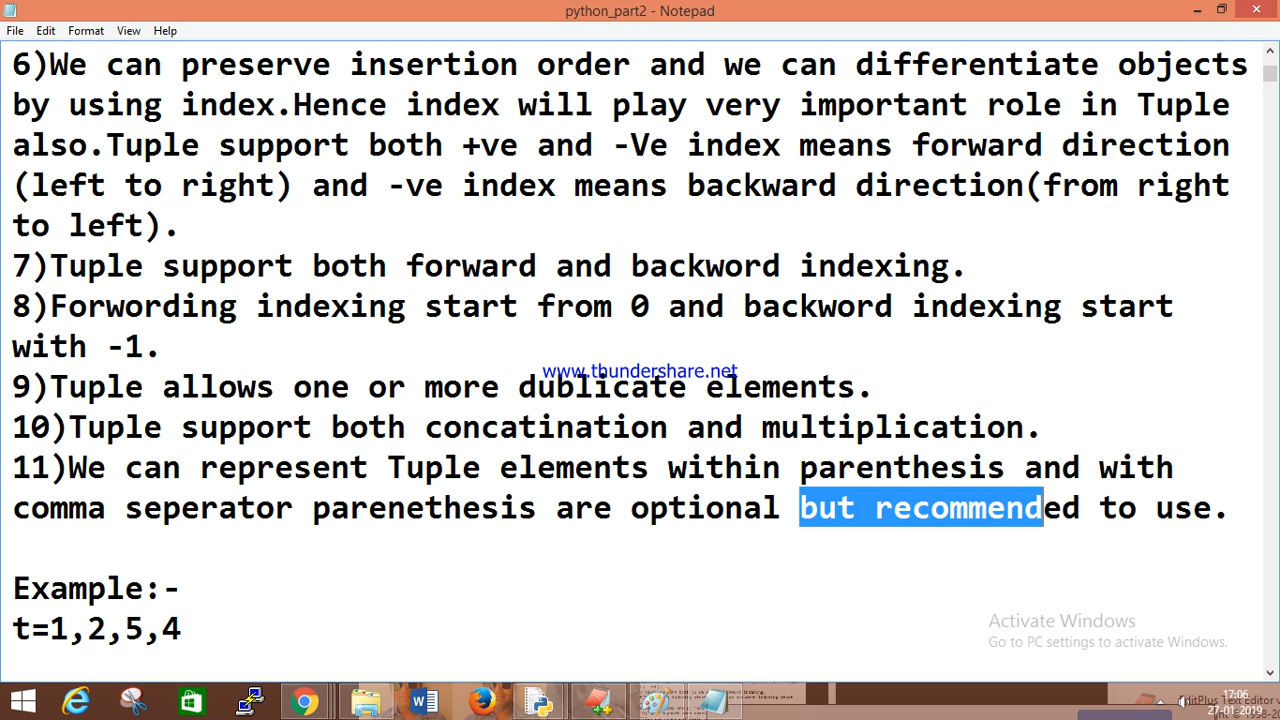 python_part2 - Notepad
File Edit Format View Help
6)We can preserve insertion order and we can differentiate objects
by using index.Hence index will play very important role in Tuple
also.Tuple support both +ve and -Ve index means forward direction
(left to right) and -ve index means backward direction(from right
to left).
7)Tuple support both forward and backword indexing.
8)Forwording indexing start from 0 and backword indexing start
with -1.
www.thundershare.net
9)Tuple allows one or more dublicate elements.
10)Tuple support both concatination and multiplication.
11)We can represent Tuple elements within parenthesis and with
comma seperator parenethesis are optional but recommended to use.
Example:-
t=1,2,5,4
Activate Windows
Go to PC settings to activate Windows.
17:06
27-01-2019